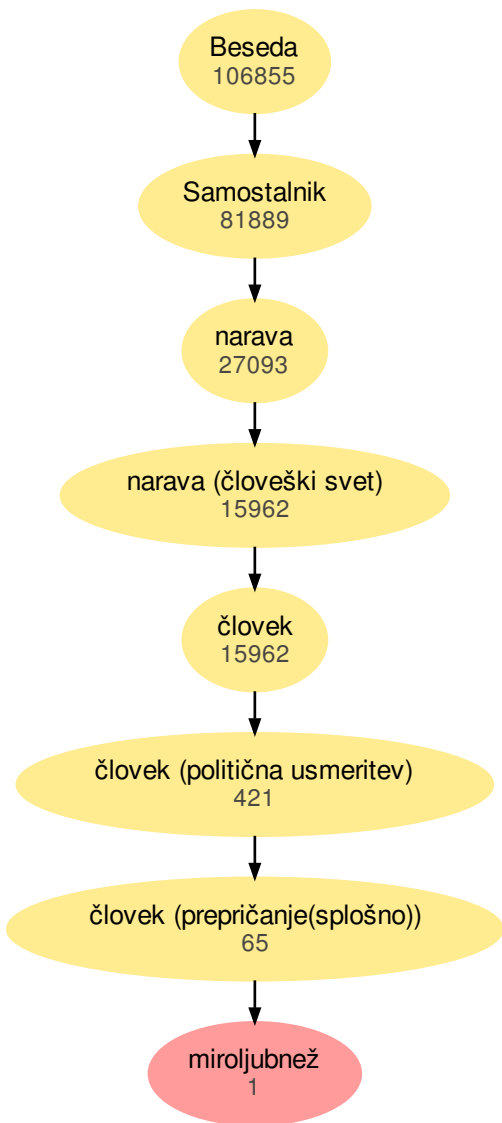 Beseda
106855
Samostalnik
81889
narava
27093
narava (človeški svet)
15962
človek
15962
človek (politična usmeritev)
421
človek (prepričanje(splošno))
65
miroljubnež
1